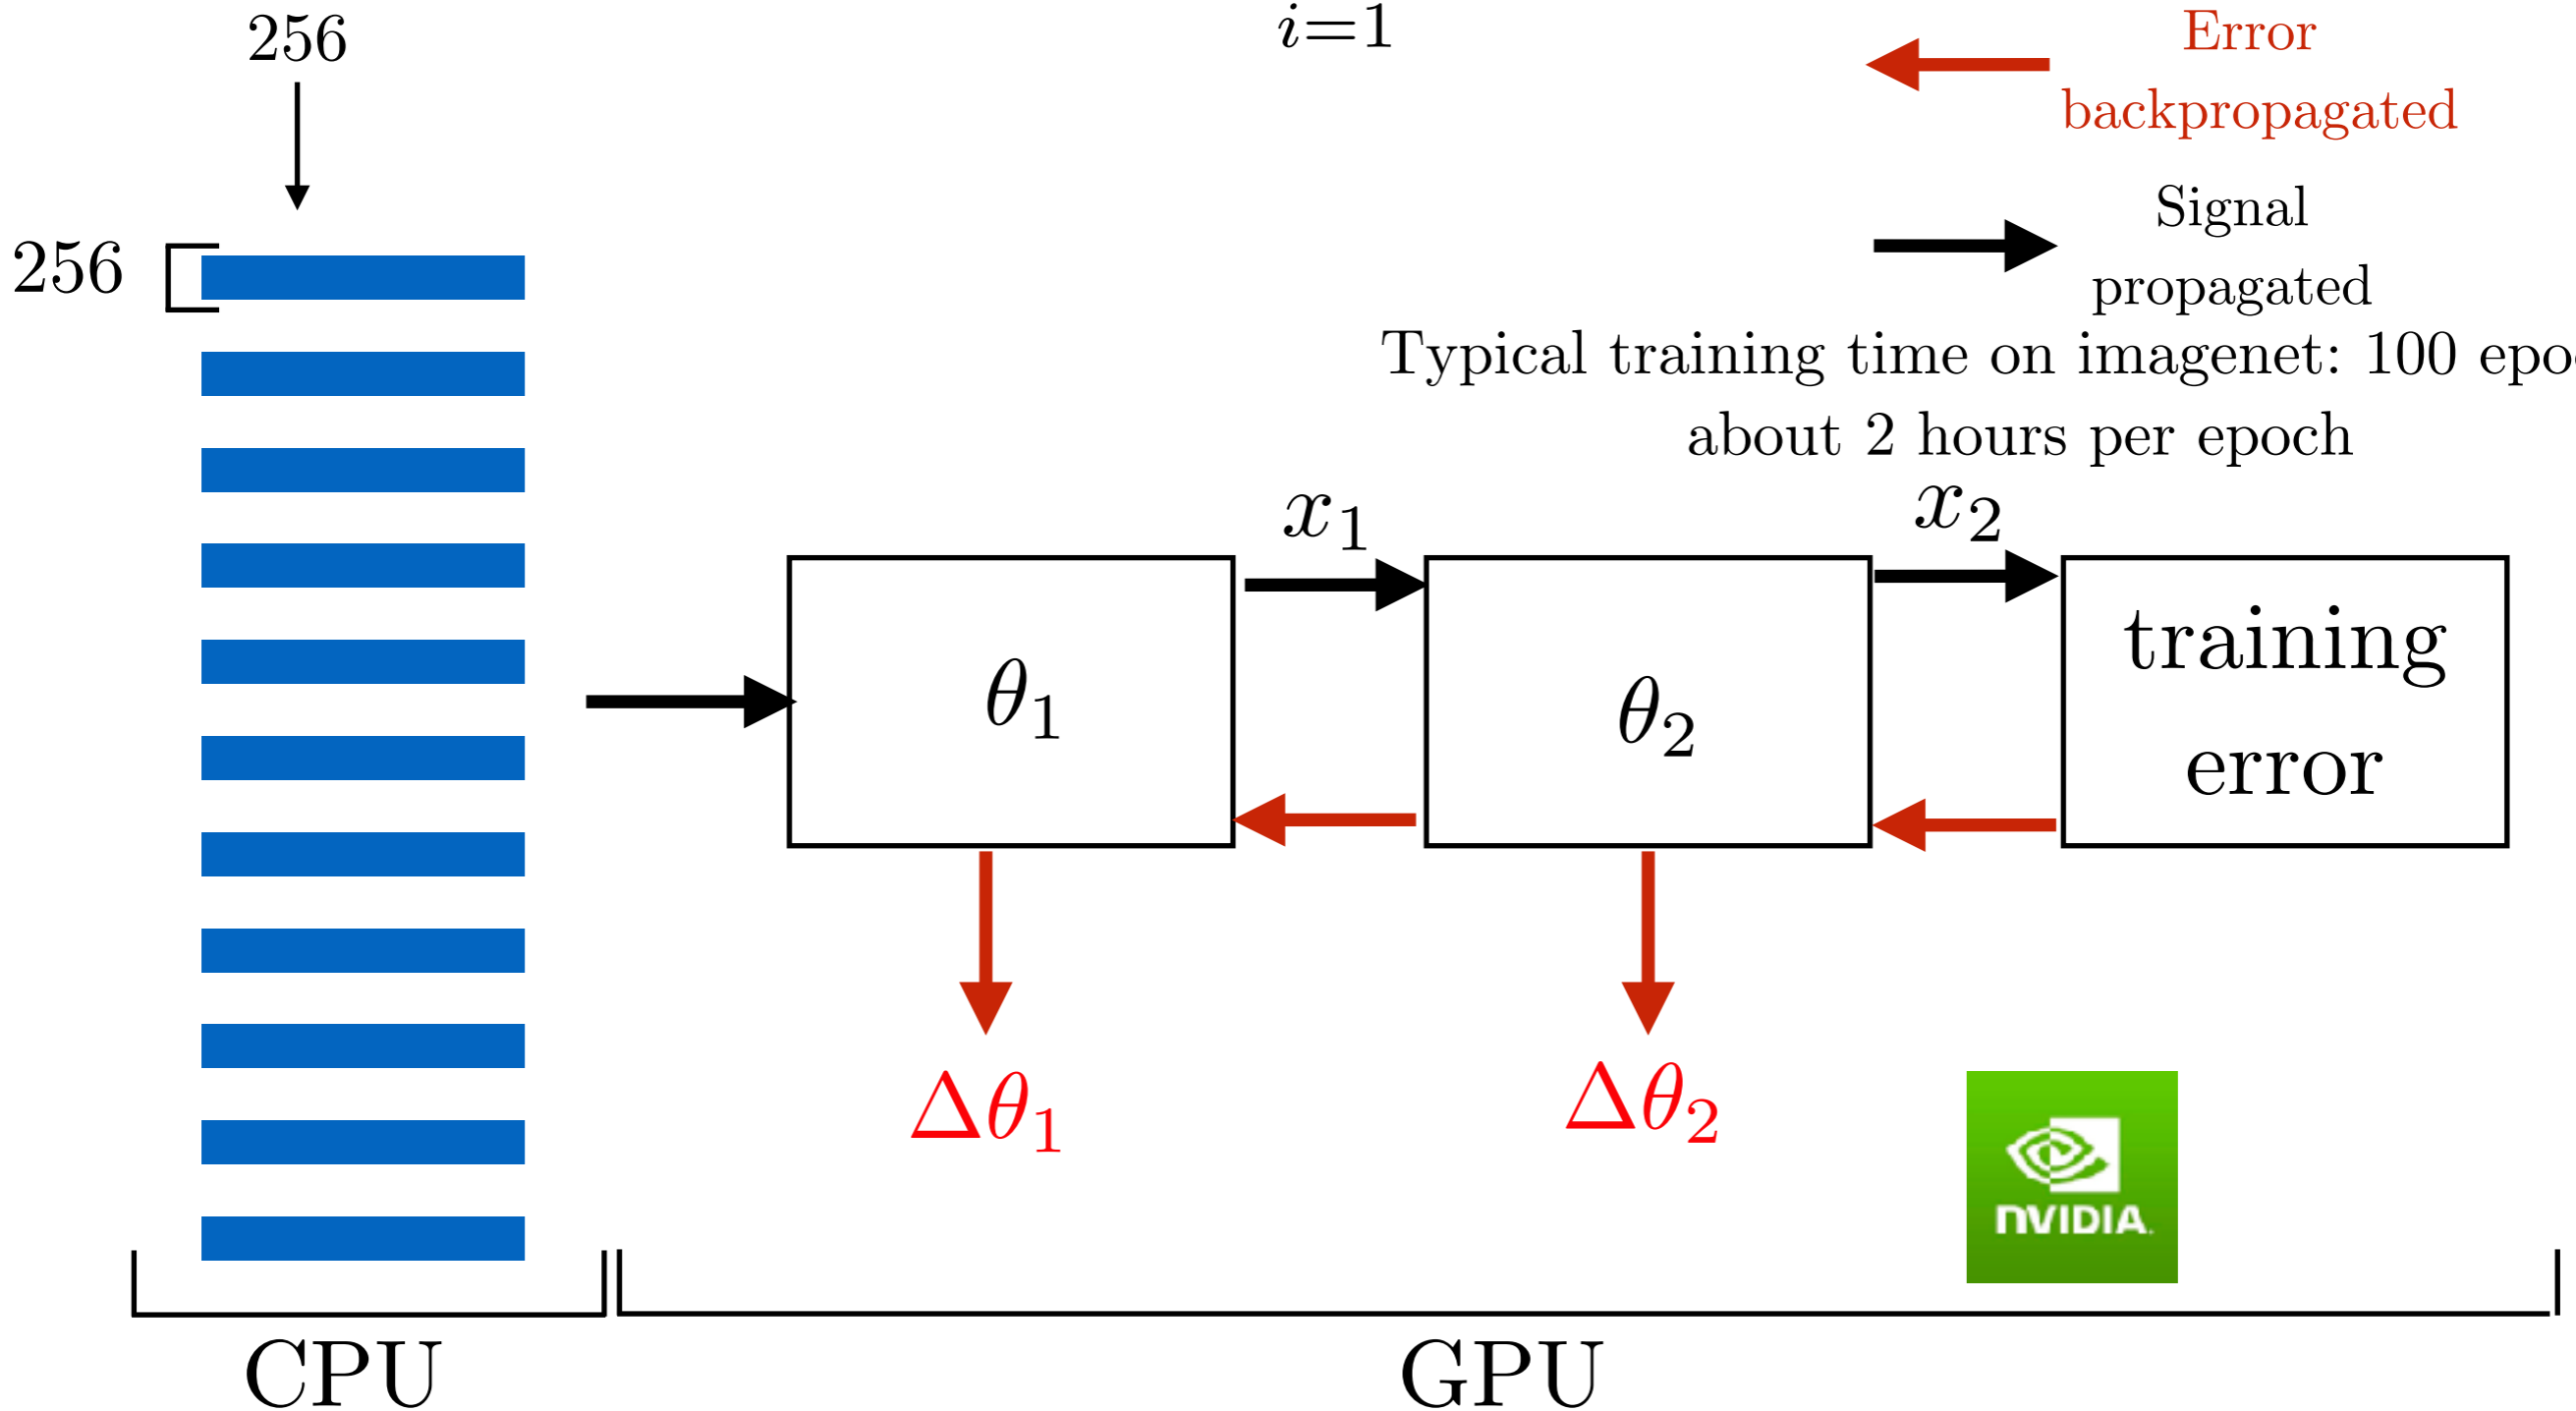 256
i=1
Error
backpropagated
Signal
propagated
256
Typical training time on imagenet: 100
about 2 hours per epoch
x₁
x₂
θ₁
θ₂
training
error
Δθ₁
Δθ₂
nVIDIA.
CPU
GPU